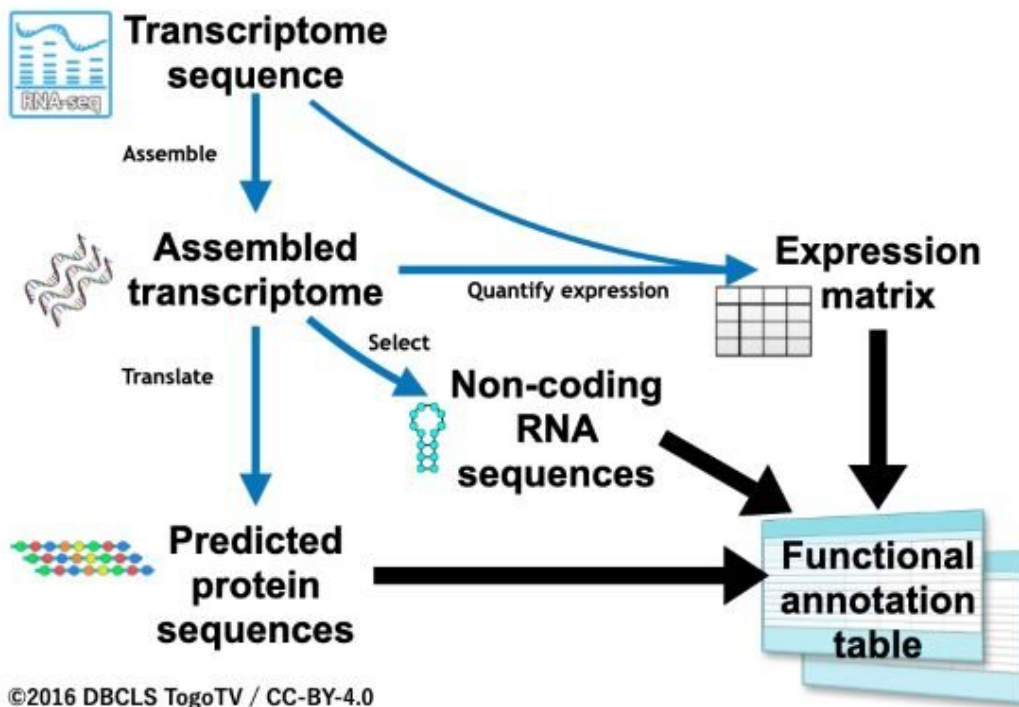 RNA-seq
Transcriptome
sequence
Assemble
Assembled
transcriptome
Quantify expression
Expression
matrix
Translate
Select
Non-coding
RNA
sequences
Predicted
protein
sequences
Functional
annotation
table
©2016 DBCLS TogoTV / CC-BY-4.0